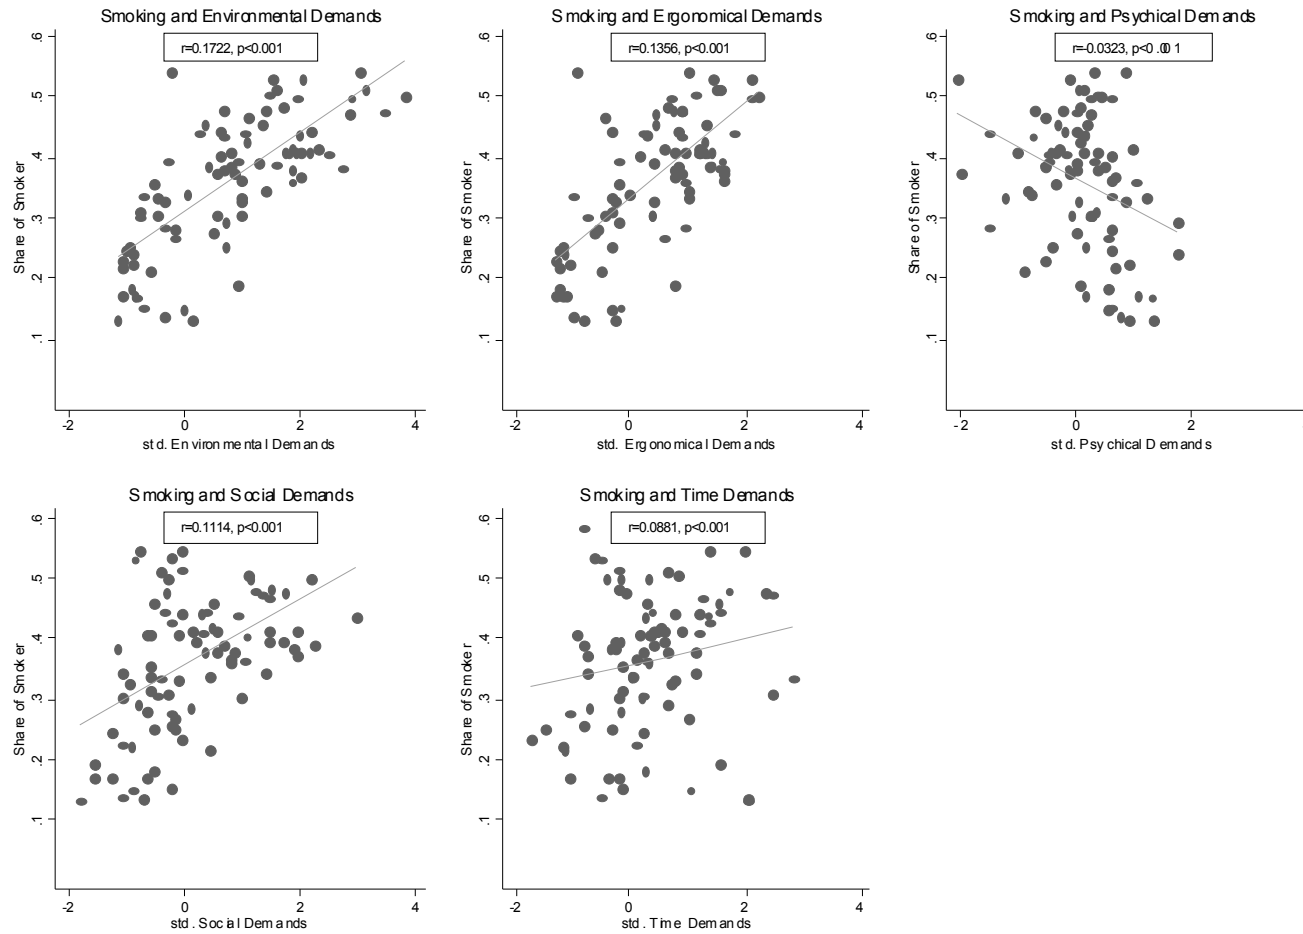 Smoking and Environmental Demands
r=0.1722, p<0.001
Share of Smoker
.6
.5
.4
.3
.2
.1
-2
0
2
4
std. Environmental Demands
Smoking and Ergonomical Demands
r=0.1356, p<0.001
Share of Smoker
.6
.5
.4
.3
.2
.1
-2
0
2
4
std. Ergonomical Demands
Smoking and Psychical Demands
r=-0.0323, p<0.001
Share of Smoker
.6
.5
.4
.3
.2
.1
-2
0
2
std. Psychical Demands
Smoking and Social Demands
r=0.1114, p<0.001
Share of Smoker
.6
.5
.4
.3
.2
.1
-2
0
2
4
std. Social Demands
Smoking and Time Demands
r=0.0881, p<0.001
Share of Smoker
.6
.5
.4
.3
.2
.1
-2
0
2
4
std. Time Demands